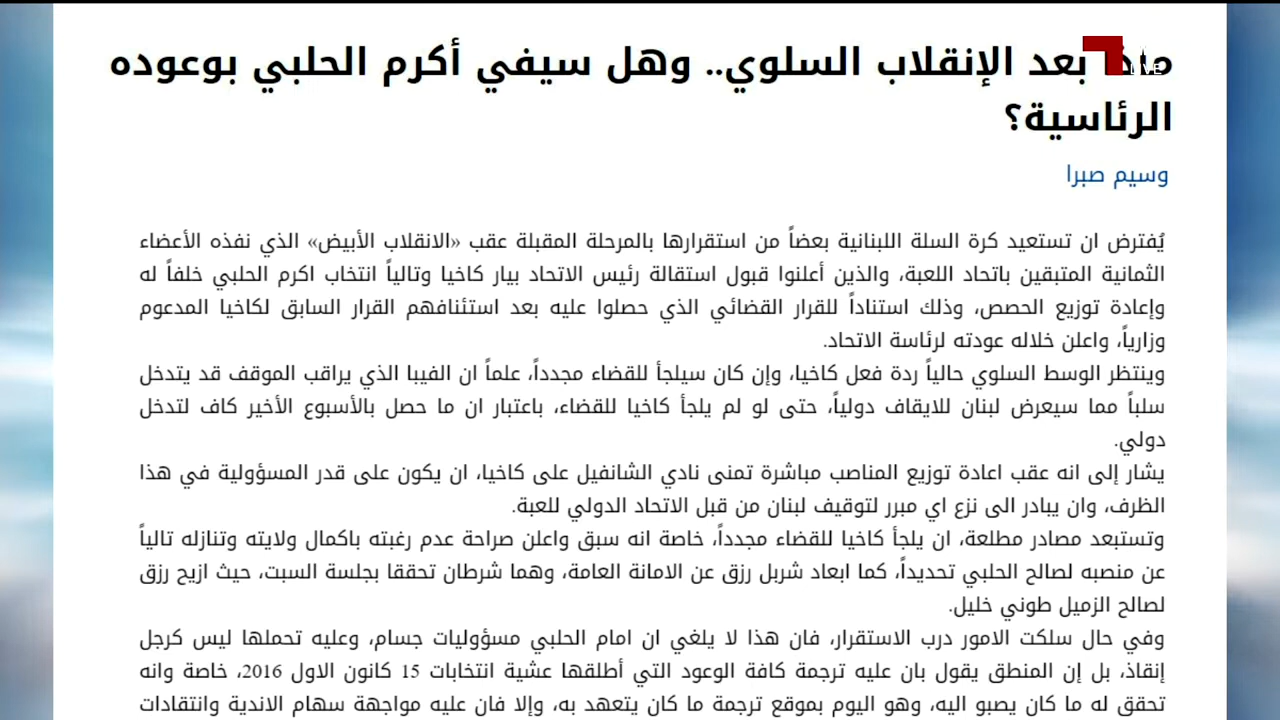 ماذا بعد الإنقلاب السلوي.. وهل سيفي أكرم الحلبي بوعوده
الرئاسية؟
وسيم صبرا
يُفترض ان تستعيد كرة السلة اللبنانية بعضاً من استقرارها بالمرحلة المقبلة عقب «الانقلاب الأبيض» الذي نفذه الأعضاء
الثمانية المتبقين باتحاد اللعبة، والذين أعلنوا قبول استقالة رئيس الاتحاد بيار كاخيا وتالياً انتخاب اكرم الحلبي خلفاً له
وإعادة توزيع الحصص، وذلك استناداً للقرار القضائي الذي حصلوا عليه بعد استئنافهم القرار السابق لكاخيا المدعوم
وزارياً، واعلن خلاله عودته لرئاسة الاتحاد.
وينتظر الوسط السلوي حالياً ردة فعل كاخيا، وإن كان سيلجأ للقضاء مجدداً، علماً ان الفيبا الذي يراقب الموقف قد يتدخل
سلباً مما سيعرض لبنان للايقاف دولياً، حتى لو لم يلجأ كاخيا للقضاء، باعتبار ان ما حصل بالأسبوع الأخير كاف لتدخل
دولي.
يشار إلى انه عقب اعادة توزيع المناصب مباشرة تمنى نادي الشانفيل على كاخيا، ان يكون على قدر المسؤولية في هذا
الظرف، وان يبادر الى نزع اي مبرر لتوقيف لبنان من قبل الاتحاد الدولي للعبة.
وتستبعد مصادر مطلعة، ان يلجأ كاخيا للقضاء مجدداً، خاصة انه سبق واعلن صراحة عدم رغبته باكمال ولايته وتنازله تالياً
عن منصبه لصالح الحلبي تحديداً، كما ابعاد شربل رزق عن الامانة العامة، وهما شرطان تحققا بجلسة السبت، حيث ازيح رزق
لصالح الزميل طوني خليل.
وفي حال سلكت الامور درب الاستقرار، فان هذا لا يلغي ان امام الحلبي مسؤوليات جسام، وعليه تحملها ليس كرجل
إنقاذ، بل إن المنطق يقول بان عليه ترجمة كافة الوعود التي أطلقها عشية انتخابات 15 كانون الاول 2016، خاصة وانه
تحقق له ما كان يصبو اليه، وهو اليوم بموقع ترجمة ما كان يتعهد به، وإلا فان عليه مواجهة سهام الاندية وانتقادات